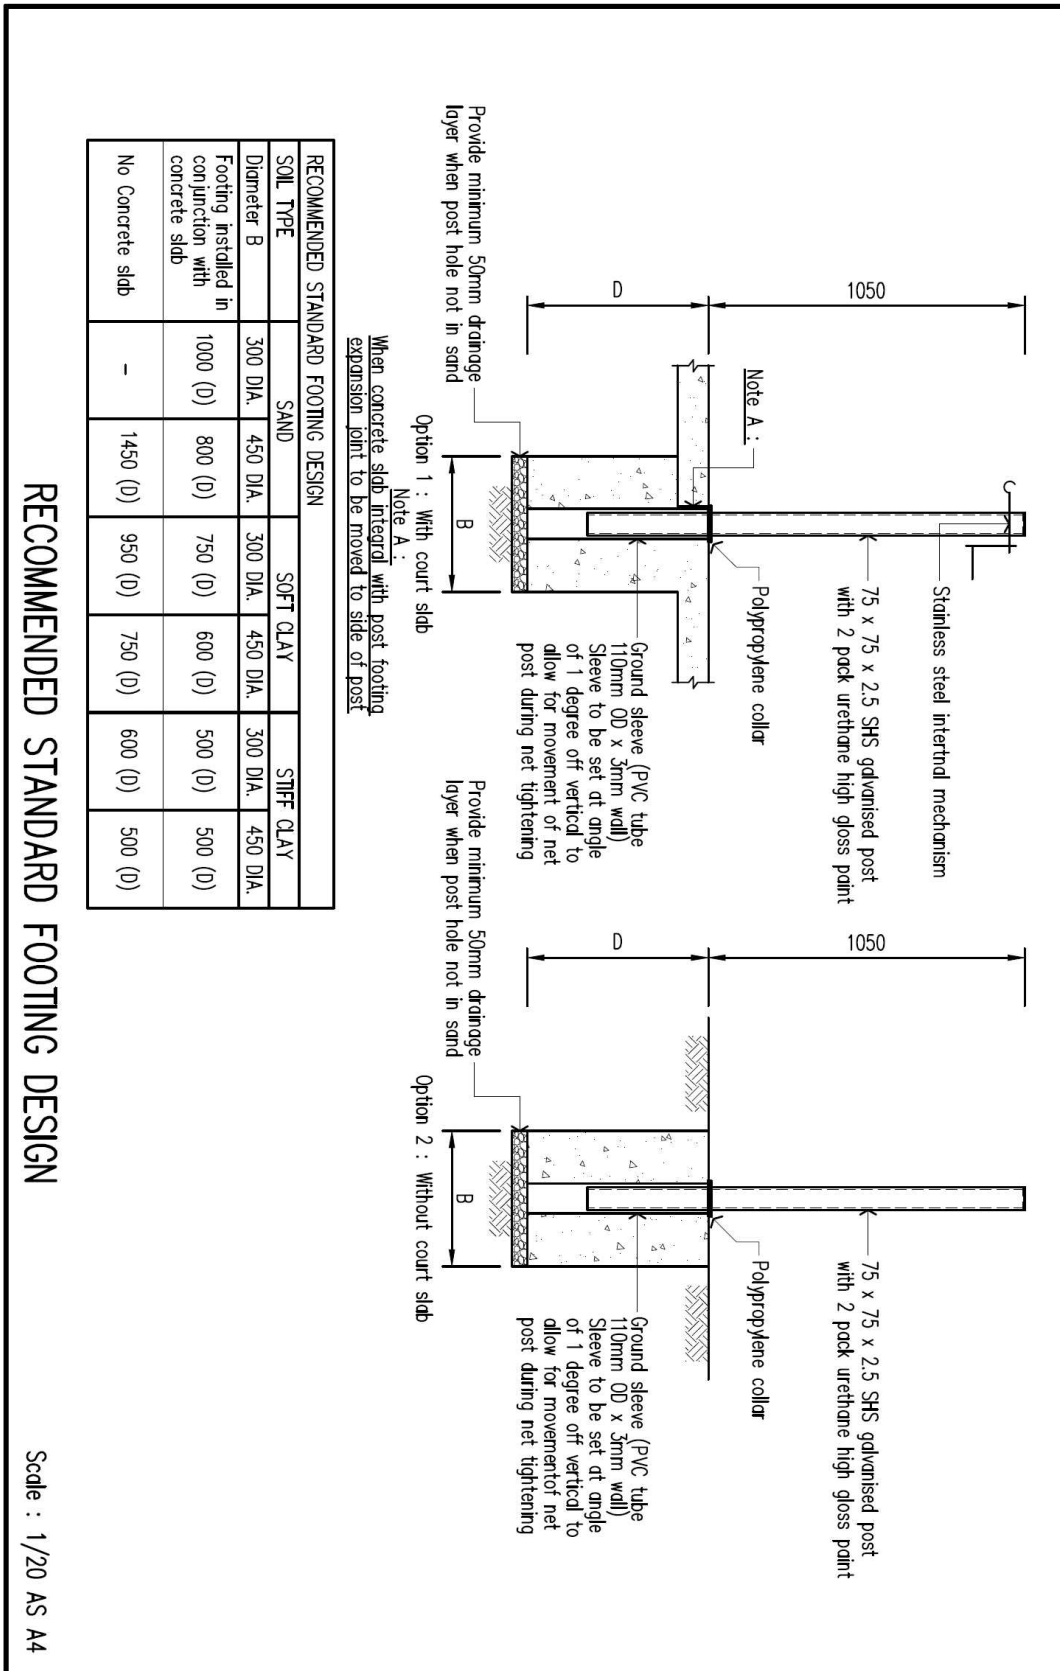 1050
D
Note A :
Stainless steel intertnal mechanism
75 x 75 x 2.5 SHS galvanised post
with 2 pack urethane high gloss paint
Polypropylene collar
Ground sleeve (PVC tube
110mm OD x 3mm wall)
Sleeve to be set at angle
of 1 degree off vertical to
allow for movement of net
post during net tightening
Provide minimum 50mm drainage
layer when post hole not in sand
B
Option 1 : With court slab
Note A :
When concrete slab integral with post footing
expansion joint to be moved to side of post
1050
D
75 x 75 x 2.5 SHS galvanised post
with 2 pack urethane high gloss paint
Polypropylene collar
Ground sleeve (PVC tube
110mm OD x 3mm wall)
Sleeve to be set at angle
of 1 degree off vertical to
allow for movementof net
post during net tightening
Provide minimum 50mm drainage
layer when post hole not in sand
B
Option 2 : Without court slab
RECOMMENDED STANDARD FOOTING DESIGN
SOIL TYPE SAND SOFT CLAY STIFF CLAY
Diameter B 300 DIA. 450 DIA. 300 DIA. 450 DIA. 300 DIA. 450 DIA.
Footing installed in
conjunction with
concrete slab
1000 (D) 800 (D) 750 (D) 600 (D) 500 (D) 500 (D)
No Concrete slab - 1450 (D) 950 (D) 750 (D) 600 (D) 500 (D)
RECOMMENDED STANDARD FOOTING DESIGN
Scale : 1/20 AS A4